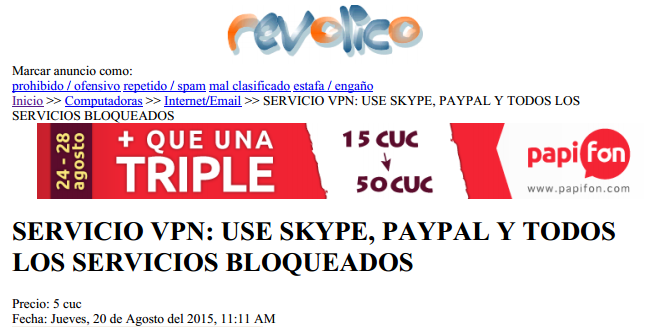 revolico
Marcar anuncio como:
prohibido / ofensivo repetido / spam mal clasificado estafa / engaño
Inicio >> Computadoras >> Internet/Email >> SERVICIO VPN: USE SKYPE, PAYPAL Y TODOS LOS
SERVICIOS BLOQUEADOS
24 - 28
agosto
+ QUE UNA
TRIPLE
15 CUC
50 CUC
papifon
www.papifon.com
SERVICIO VPN: USE SKYPE, PAYPAL Y TODOS
LOS SERVICIOS BLOQUEADOS
Precio: 5 cuc
Fecha: Jueves, 20 de Agosto del 2015, 11:11 AM